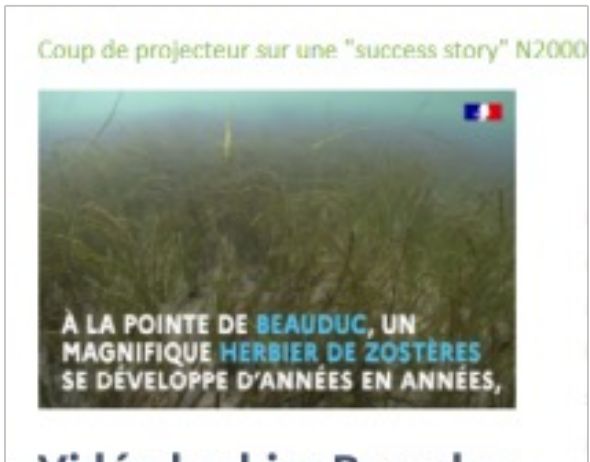 Coup de projecteur sur une "success story" N2000
À LA POINTE DE BEAUDUC, UN
MAGNIFIQUE HERBIER DE ZOSTÈRES
SE DÉVELOPPE D'ANNÉES EN ANNÉES,